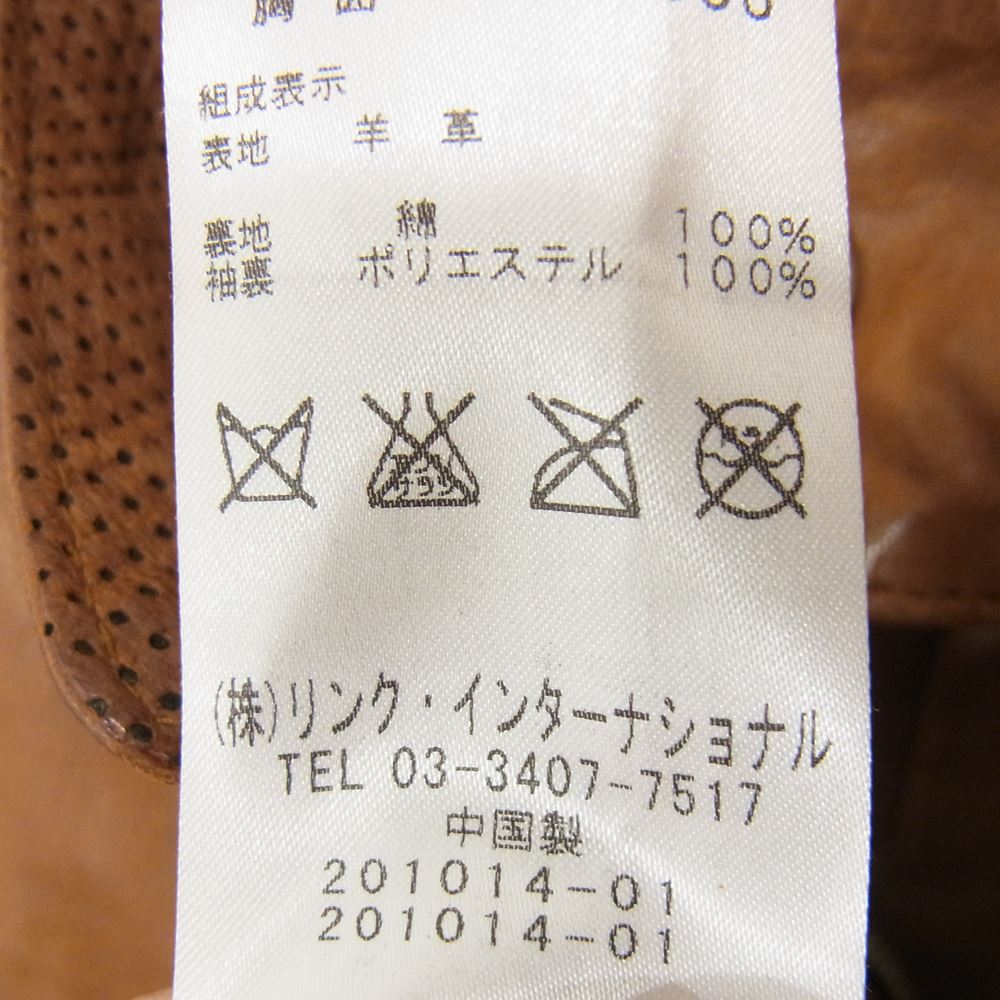 組成表示
表地 羊革
裏地 綿 100%
袖裏 ポリエステル 100%
(株)リンク・インターナショナル
TEL 03-3407-7517
中国製
201014-01
201014-01